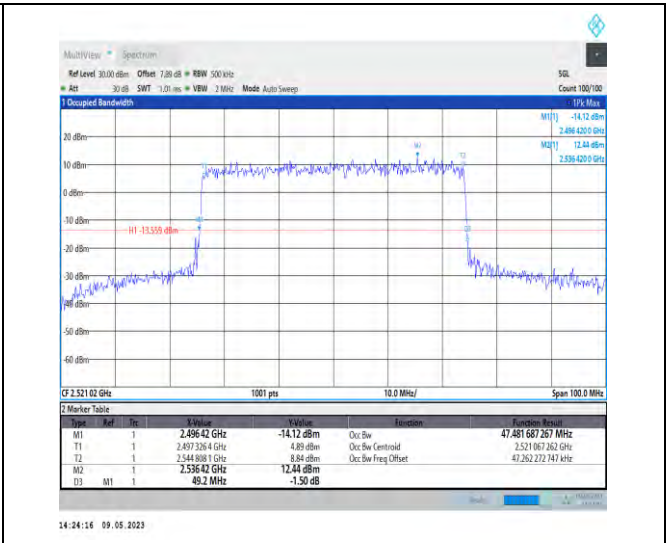 MultiView Spectrum
Ref Level 30.00 dBm Offset 7.89 dB RBW 500 kHz SGL
Att 30 dB SWT 1.01 ms VBW 2 MHz Mode Auto Sweep Count 100/100
1 Occupied Bandwidth 1Pk Max
M1[1] -14.12 dBm
2.496 420 0 GHz
M2[1] 12.44 dBm
2.536 420 0 GHz
20 dBm
10 dBm
0 dBm
-10 dBm
H1 -13.559 dBm
-20 dBm
-30 dBm
-40 dBm
-50 dBm
-60 dBm
CF 2.521 02 GHz 1001 pts 10.0 MHz/ Span 100.0 MHz
2 Marker Table
Type Ref Trc X-Value Y-Value Function Function Result
M1 1 2.496 42 GHz -14.12 dBm Occ Bw 47.481 687 267 MHz
T1 1 2.497 326 4 GHz 4.89 dBm Occ Bw Centroid 2.521 067 262 GHz
T2 1 2.544 808 1 GHz 8.84 dBm Occ Bw Freq Offset 47.262 272 747 kHz
M2 1 2.536 42 GHz 12.44 dBm
D3 M1 1 49.2 MHz -1.50 dB
14:24:16 09.05.2023